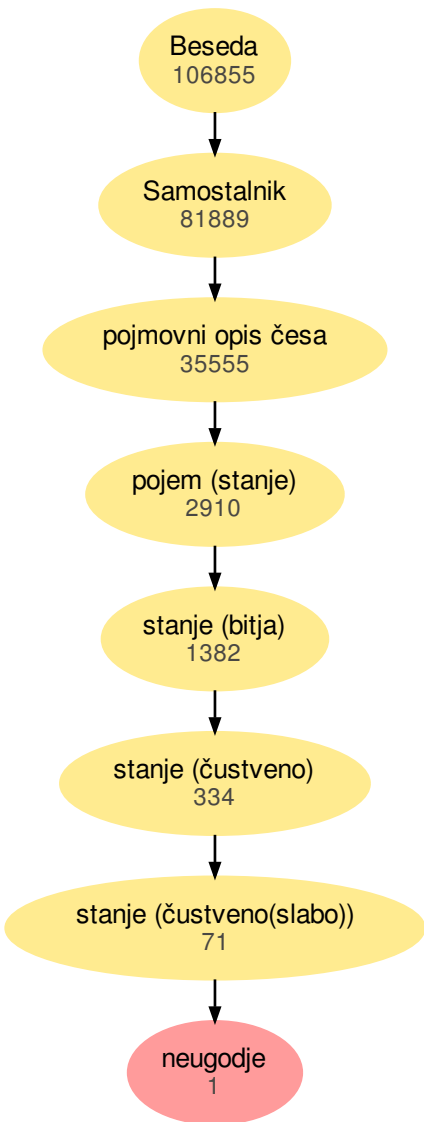 Beseda
106855
Samostalnik
81889
pojmovni opis česa
35555
pojem (stanje)
2910
stanje (bitja)
1382
stanje (čustveno)
334
stanje (čustveno(slabo))
71
neugodje
1